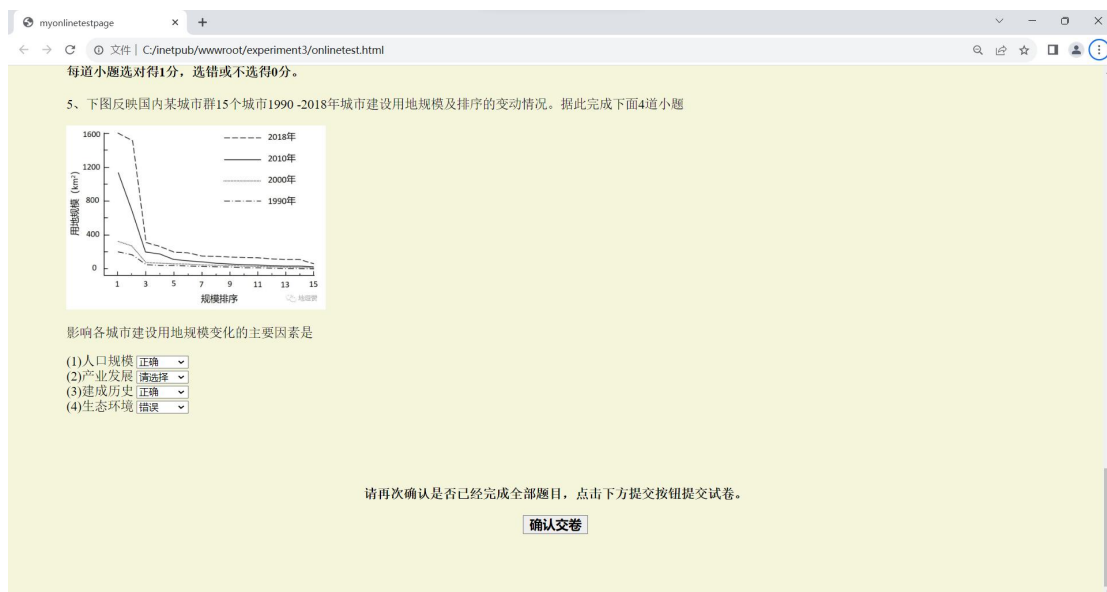 myonlinetestpage
文件 | C:/inetpub/wwwroot/experiment3/onlinetest.html
每道小题选对得1分，选错或不选得0分。
5、下图反映国内某城市群15个城市1990 -2018年城市建设用地规模及排序的变动情况。据此完成下面4道小题
1600
1200
800
400
0
用地规模（km²）
2018年
2010年
2000年
1990年
1 3 5 7 9 11 13 15
规模排序
影响各城市建设用地规模变化的主要因素是
(1)人口规模 正确
(2)产业发展 请选择
(3)建成历史 正确
(4)生态环境 错误
请再次确认是否已经完成全部题目，点击下方提交按钮提交试卷。
确认交卷